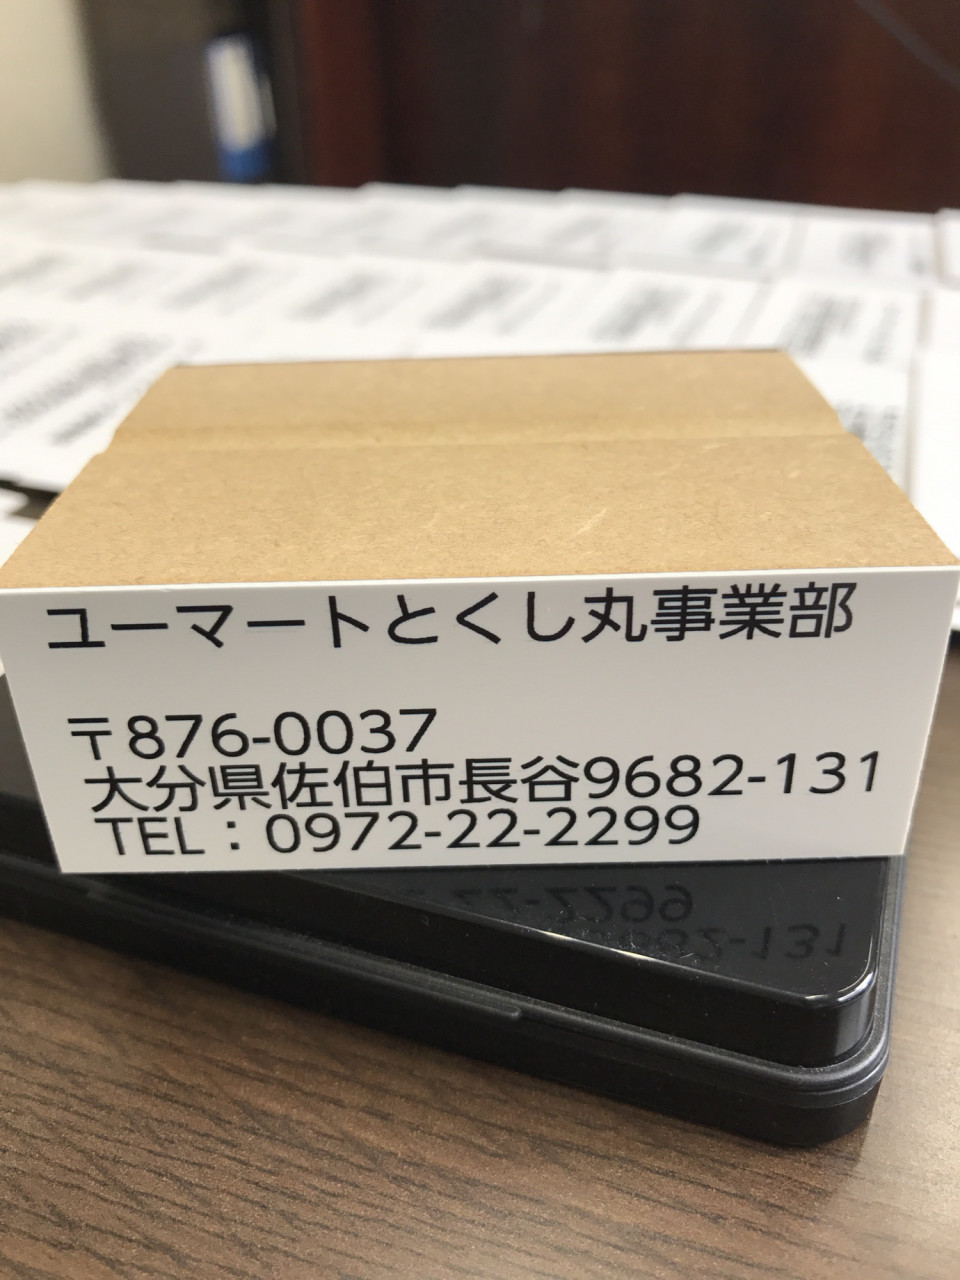 ユーマートとくし丸事業部
〒876-0037
大分県佐伯市長谷9682-131
TEL：0972-22-2299